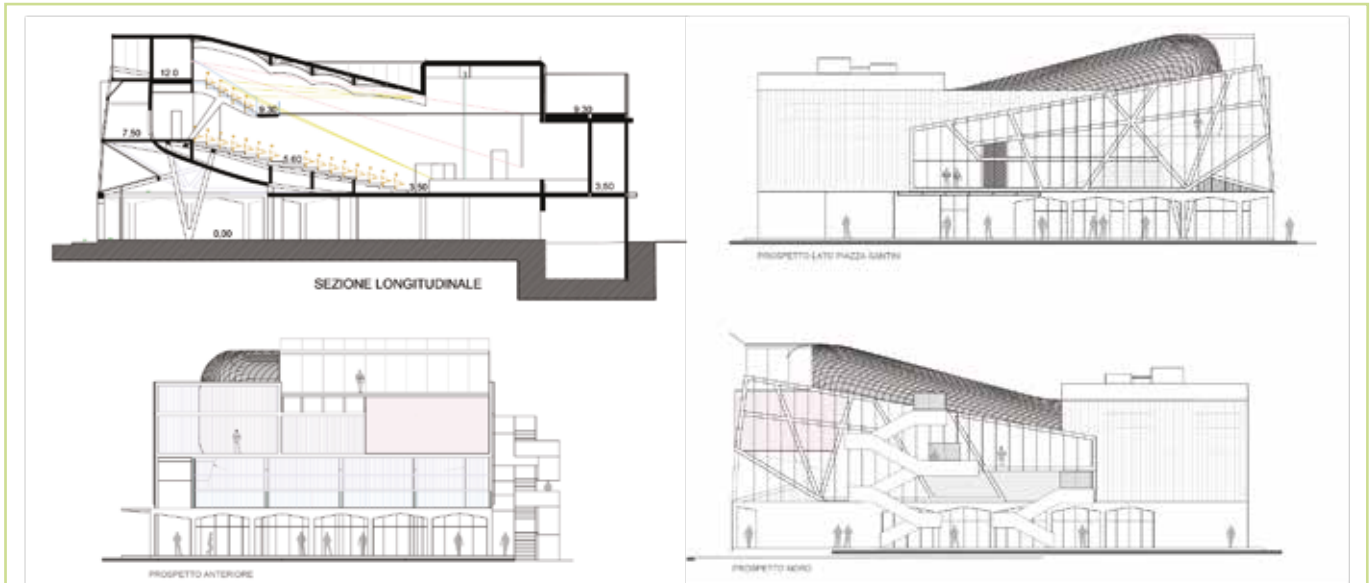 12.0
9.30
9.30
7.50
5.60
3.50
3.50
0.00
SEZIONE LONGITUDINALE
PROSPETTO LATO PIAZZA SANTINI
PROSPETTO ANTERIORE
PROSPETTO NORD